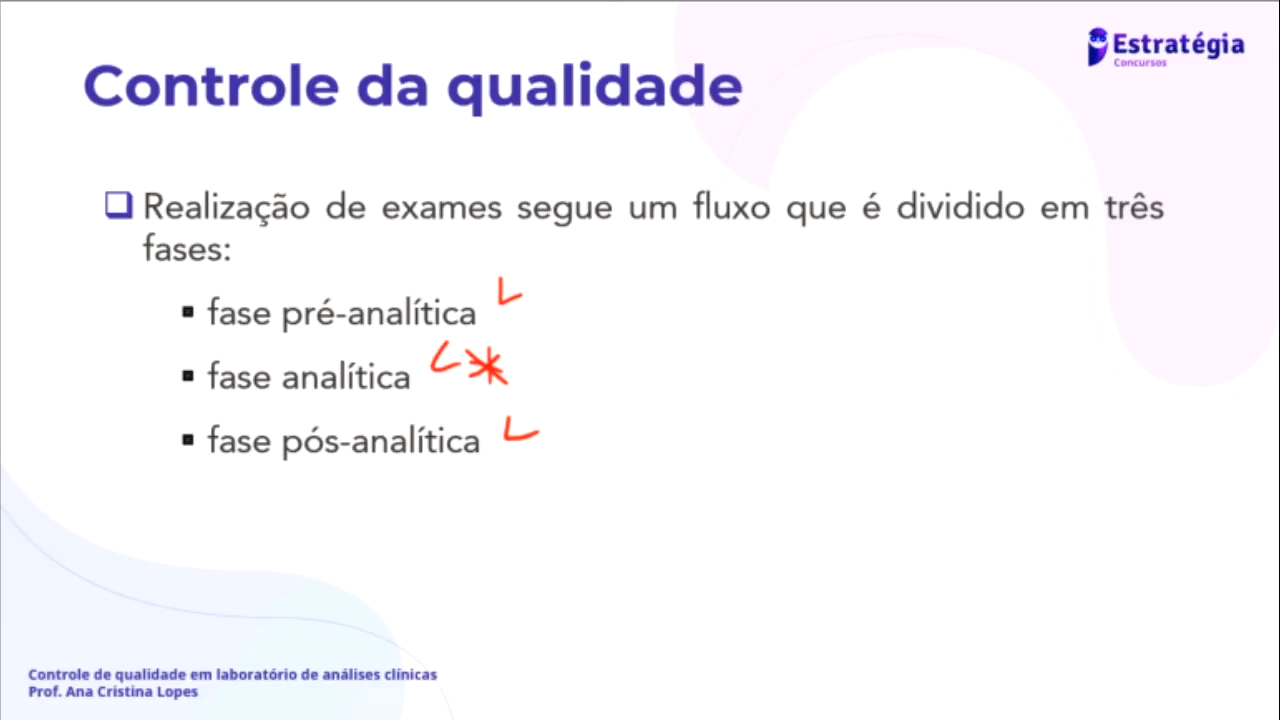 Estratégia
Concursos
Controle da qualidade
Realização de exames segue um fluxo que é dividido em três
fases:
fase pré-analítica
fase analítica
fase pós-analítica
Controle de qualidade em laboratório de análises clínicas
Prof. Ana Cristina Lopes